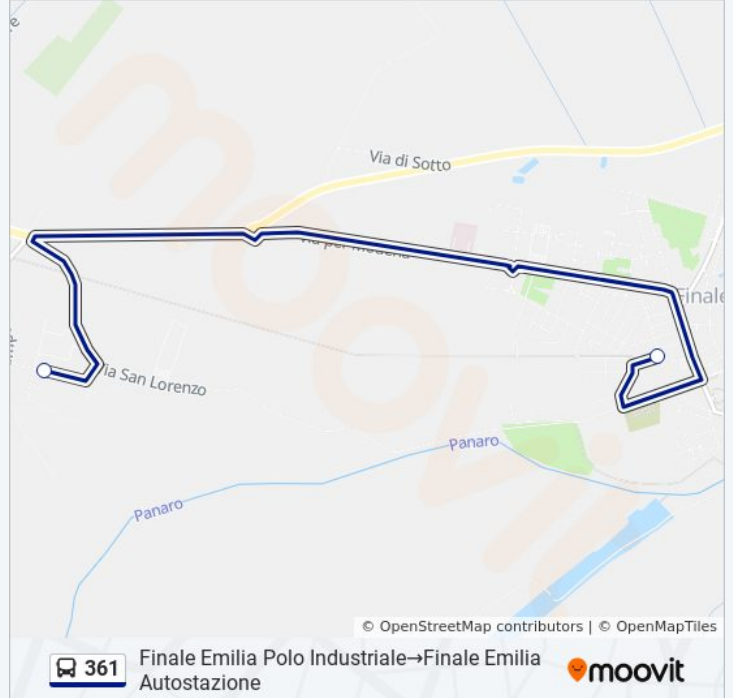 Via di Sotto
Via per Modena
Finale
Via San Lorenzo
Panaro
Panaro
moovit
© OpenStreetMap contributors | © OpenMapTiles
361
Finale Emilia Polo Industriale→Finale Emilia
Autostazione
moovit